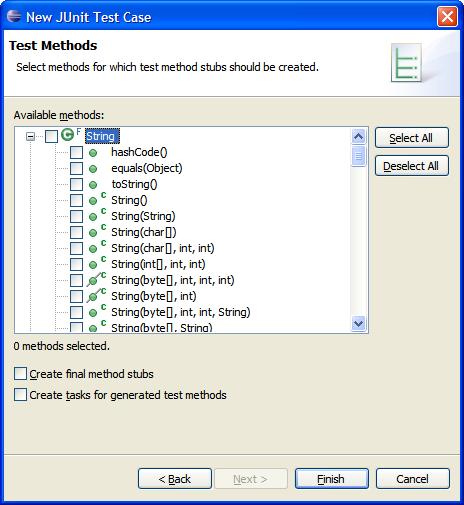 New JUnit Test Case
Test Methods
Select methods for which test method stubs should be created.
Available methods:
C F String
hashCode()
equals(Object)
toString()
C String()
C String(String)
C String(char[])
C String(char[], int, int)
C String(int[], int, int)
C String(byte[], int, int, int)
C String(byte[], int)
C String(byte[], int, int, String)
C String(byte[], String)
Select All
Deselect All
0 methods selected.
Create final method stubs
Create tasks for generated test methods
< Back
Next >
Finish
Cancel